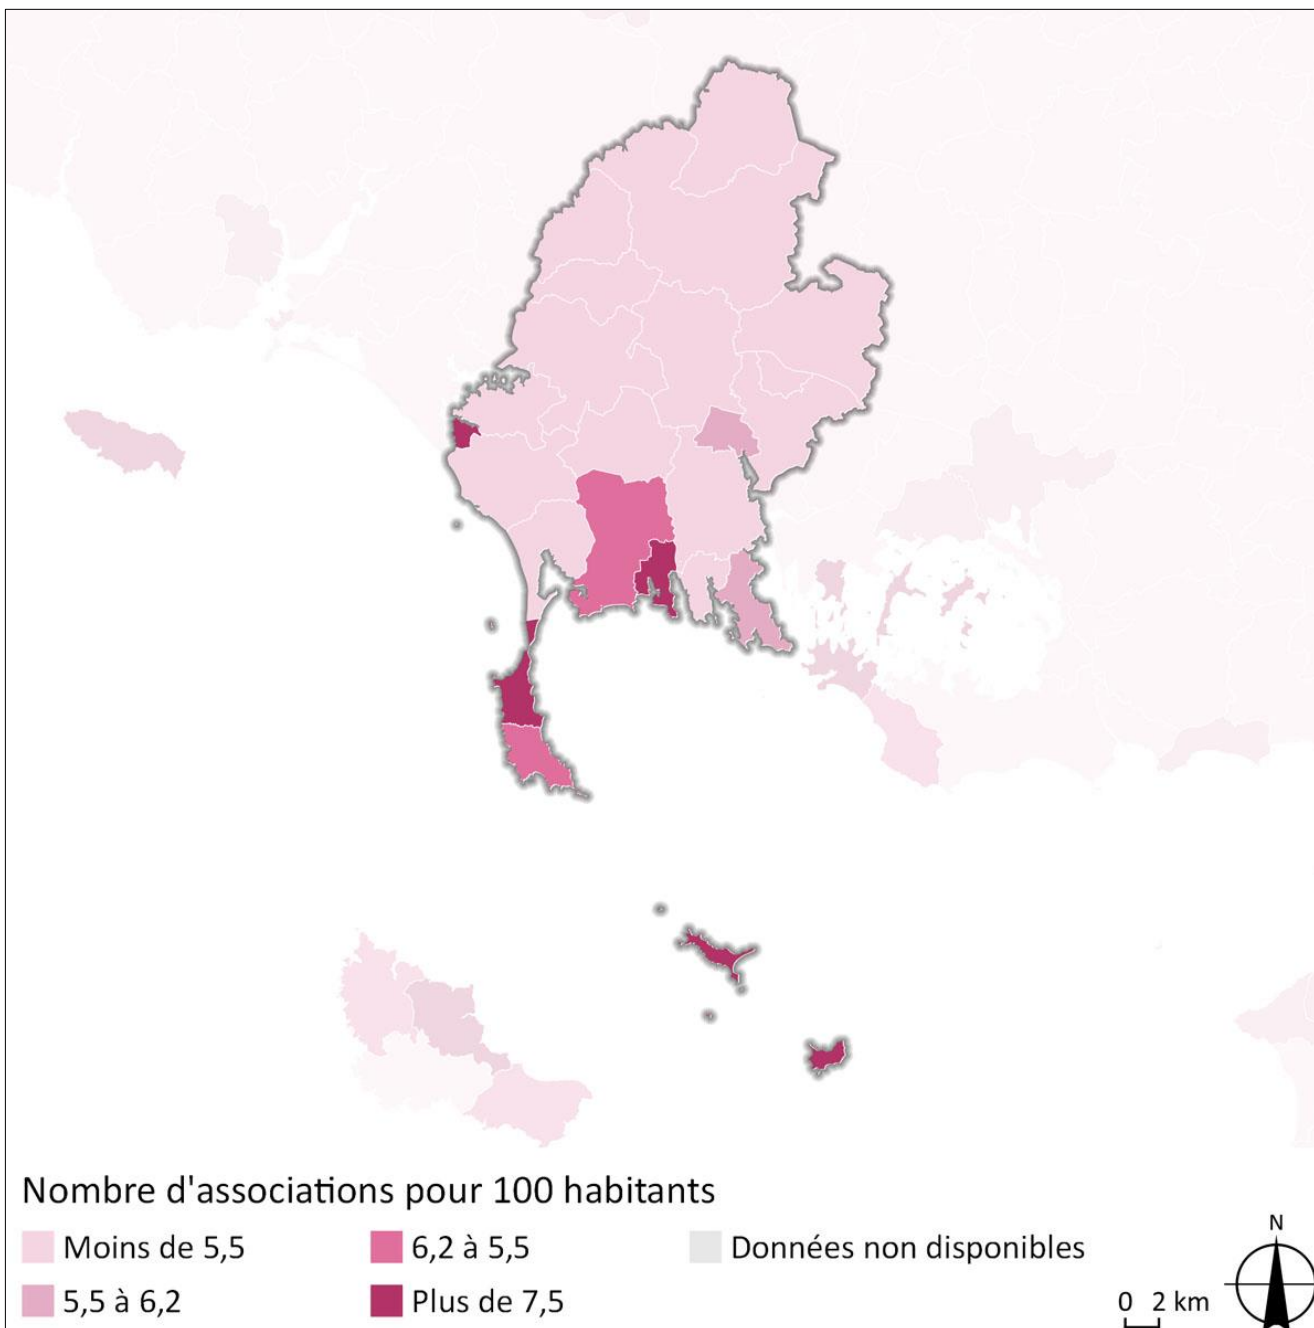 Nombre d'associations pour 100 habitants
Moins de 5,5
5,5 à 6,2
6,2 à 5,5
Plus de 7,5
Données non disponibles
N
0 2 km